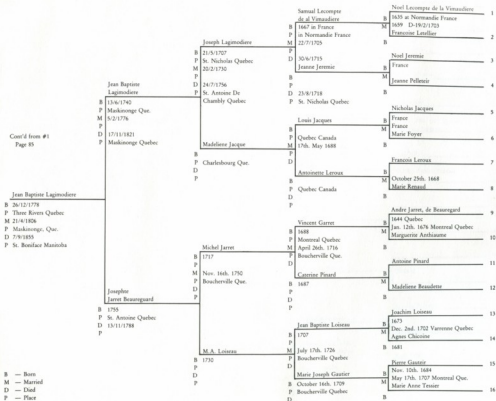 Cont'd from #1
Page 85
Jean Baptiste Lagimodiere
B 26/12/1778
P Three Rivers Quebec
M 21/4/1806
P Maskinonge, Que.
D 7/9/1855
P St. Boniface Manitoba
B — Born
M — Married
D — Died
P — Place
Jean Baptiste
Lagimodiere
B 13/6/1740
P Maskinonge Que.
M 5/2/1776
P
D 17/11/1821
P Maskinonge Quebec
Josephte
Jarret Beauregard
B 1755
P St. Antoine Quebec
D 13/11/1788
P
Joseph Lagimodiere
B 21/5/1707
P St. Nicholas Quebec
M 20/2/1730
P
D 24/7/1756
P St. Antoine De
Chambly Quebec
Madeliene Jacque
B
P Charlesbourg Que.
D
P
Michel Jarret
B 1717
P
M Nov. 16th. 1750
P Boucherville Que.
D
P
M.A. Loiseau
B 1730
P
D
P
Samuel Lecompte
de al Vimaudiere
B 1667 in France
P in Normandie France
M 22/7/1705
P
D 30/6/1715
Jeanne Jeremie
B
P
D 25/8/1718
P St. Nicholas Quebec
Louis Jacques
B
P Quebec Canada
M 17th. May 1688
P
D
Antoinette Leroux
B
P Quebec Canada
D
P
Vincent Garret
B 1688
P Montreal Quebec
M April 26th. 1716
P Boucherville Que.
D
Caterine Pinard
B 1687
P
D
P
Jean Baptiste Loiseau
B 1707
P
M July 17th. 1726
P Boucherville Quebec
D
Marie Joseph Gautier
B October 16th. 1709
P Boucherville Quebec
D
Noel Lecompte de la Vimaudiere 1
B 1635 at Normandie France
M 1659 D-19/2/1703
Francoise Letellier 2
B
Noel Jeremie 3
B France
M
Jeanne Pelletir 4
B
Nicholas Jacques 5
B France
M France
Marie Foyer 6
B
Francois Leroux 7
B
M October 25th. 1668
Marie Renaud 8
B
Andre Jarret, de Beauregard 9
B 1644 Quebec
M Jan. 12th. 1676 Montreal Quebec
Marguerite Anthiaume 10
B
Antoine Pinard 11
B
M
Madeliene Beaudette 12
B
Joachim Loiseau 13
B 1673
M Dec. 2nd. 1702 Varenne Quebec
Agnes Chicoine 14
B 1681
Pierre Gauteir 15
B Nov. 10th. 1684
M May 17th. 1707 Montreal Que.
Marie Anne Tessier 16
B